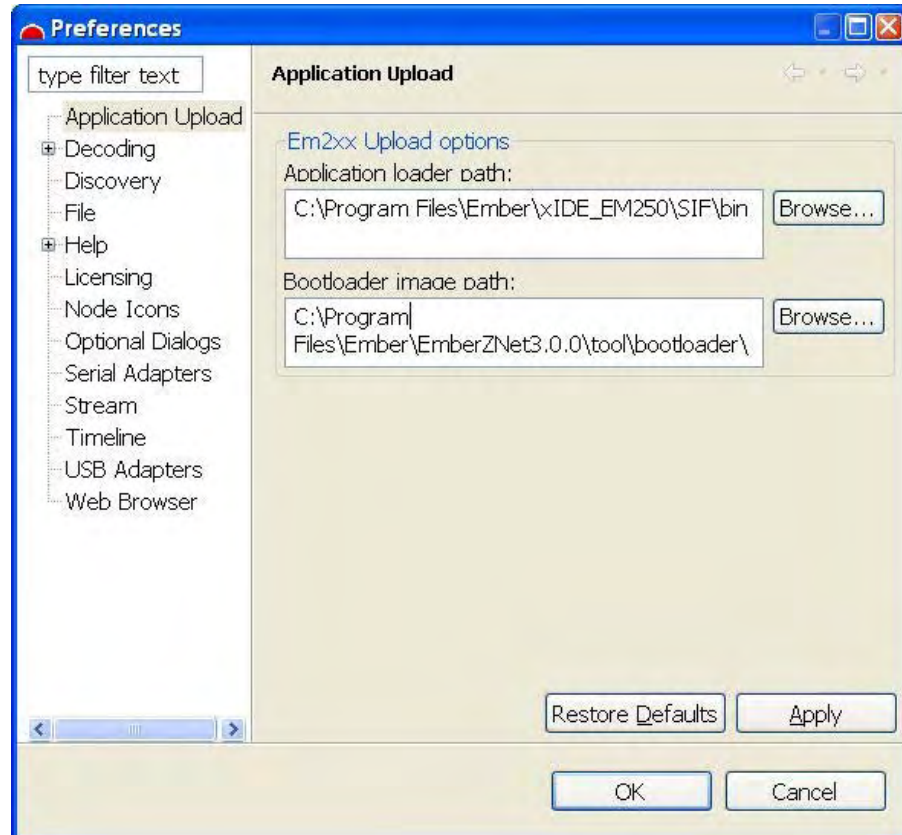 Preferences
type filter text
Application Upload
Decoding
Discovery
File
Help
Licensing
Node Icons
Optional Dialogs
Serial Adapters
Stream
Timeline
USB Adapters
Web Browser
Application Upload
Em2xx Upload options
Application loader path:
C:\Program Files\Ember\xIDE_EM250\SIF\bin
Browse...
Bootloader image path:
C:\Program
Files\Ember\EmberZNet3.0.0\tool\bootloader\
Browse...
Restore Defaults
Apply
OK
Cancel